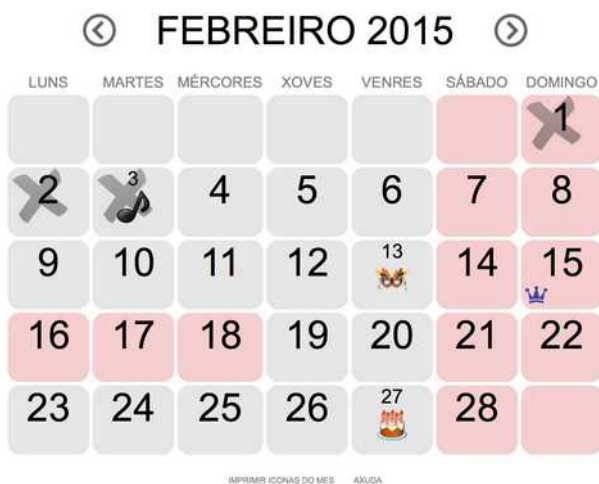 FEBREIRO 2015
LUNS MARTES MÉRCORES XOVES VENRES SÁBADO DOMINGO
1
2 3 4 5 6 7 8
9 10 11 12 13 14 15
16 17 18 19 20 21 22
23 24 25 26 27 28
IMPRIMIR ICONAS DO MES AXUDA